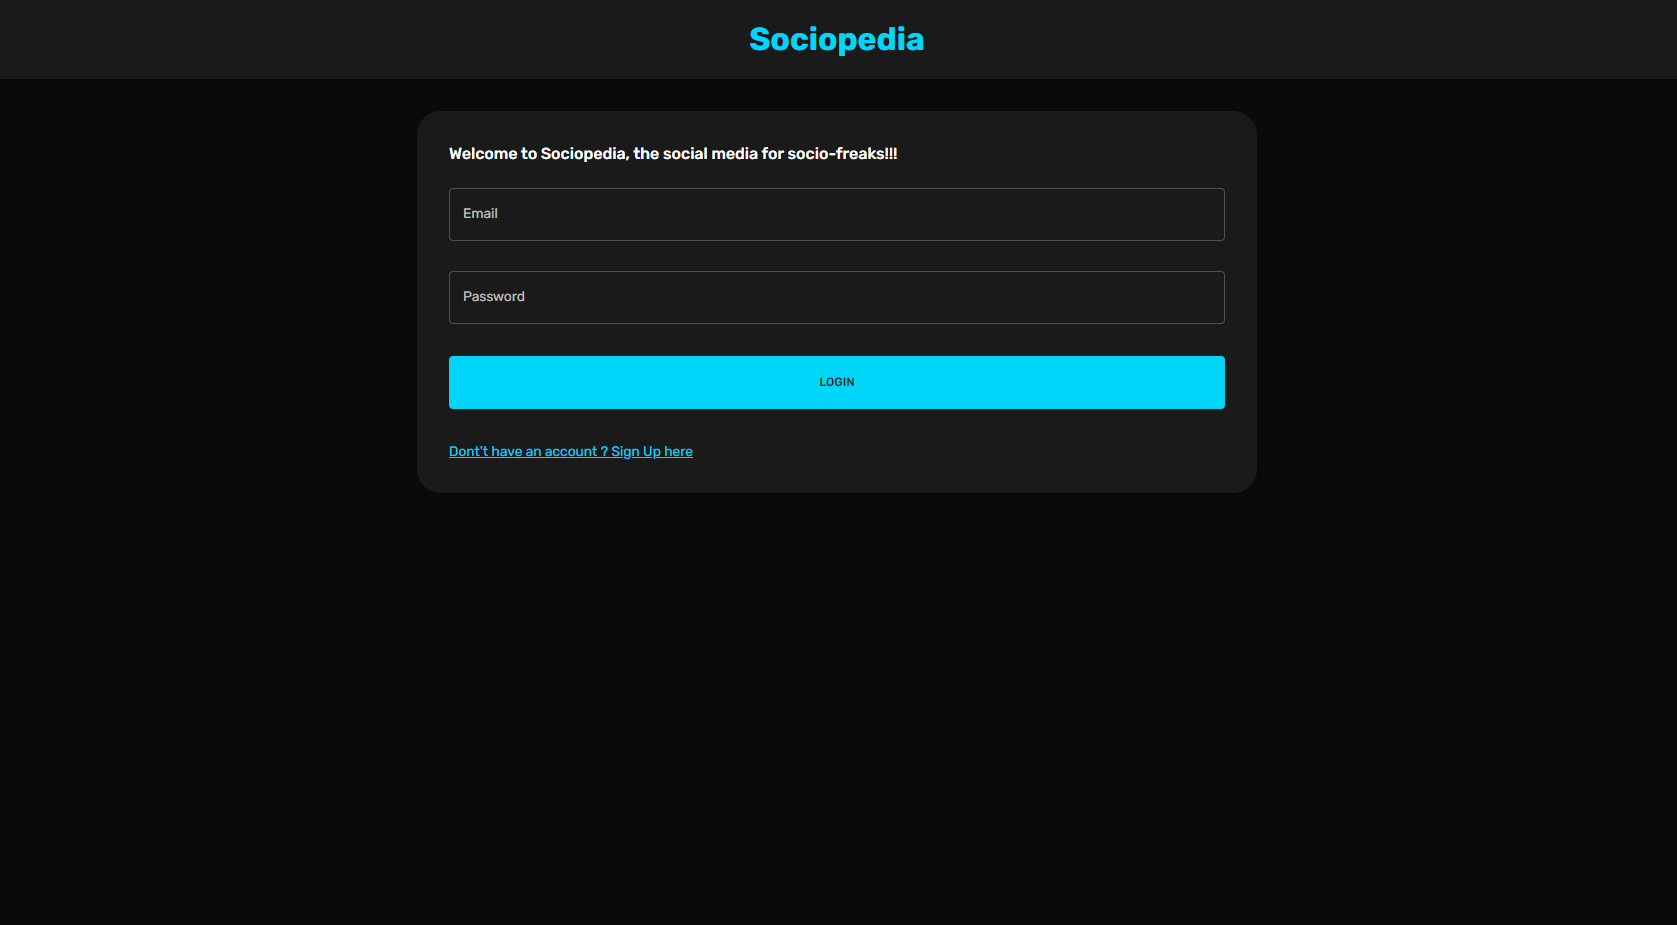 Sociopedia
Welcome to Sociopedia, the social media for socio-freaks!!!
Email
Password
LOGIN
Dont't have an account ? Sign Up here